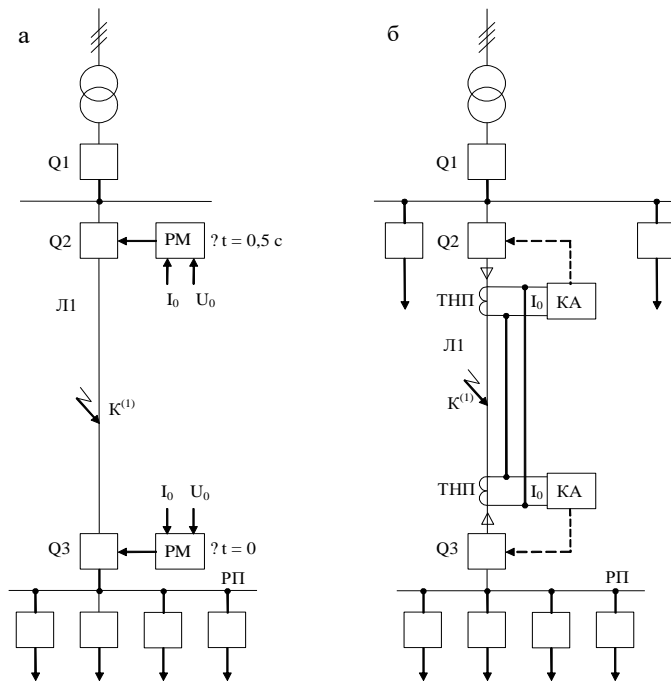 а
Q1
Q2
РМ
? t = 0,5 с
I₀
U₀
Л1
К⁽¹⁾
I₀
U₀
Q3
РМ
? t = 0
РП
б
Q1
Q2
ТНП
I₀
КА
Л1
К⁽¹⁾
ТНП
I₀
КА
Q3
РП